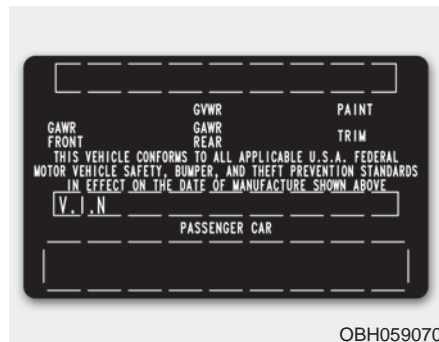 GVWR PAINT
GAWR GAWR TRIM
FRONT REAR
THIS VEHICLE CONFORMS TO ALL APPLICABLE U.S.A. FEDERAL
MOTOR VEHICLE SAFETY, BUMPER, AND THEFT PREVENTION STANDARDS
IN EFFECT ON THE DATE OF MANUFACTURE SHOWN ABOVE
V.I.N
PASSENGER CAR
OBH059070